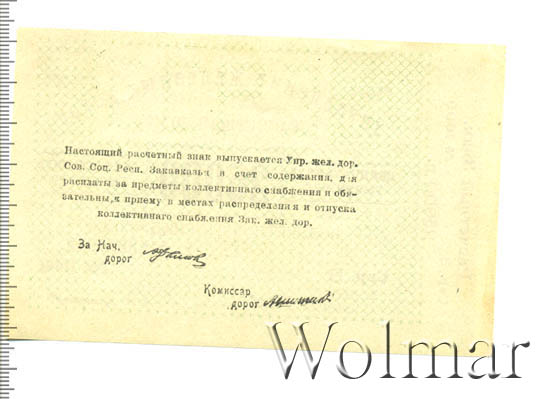 Настоящий расчетный знак выпускается Упр. жел. дор.
Сов. Соц. Респ. Закавказья в счет содержания, для
расплаты за предметы коллективнаго снабжения и обя-
зательны,к приему в местах распределения и отпуска
коллективнаго снабжения Зак. жел. дор.
За Нач.
дорог
Комиссар
дорог
Wolmar